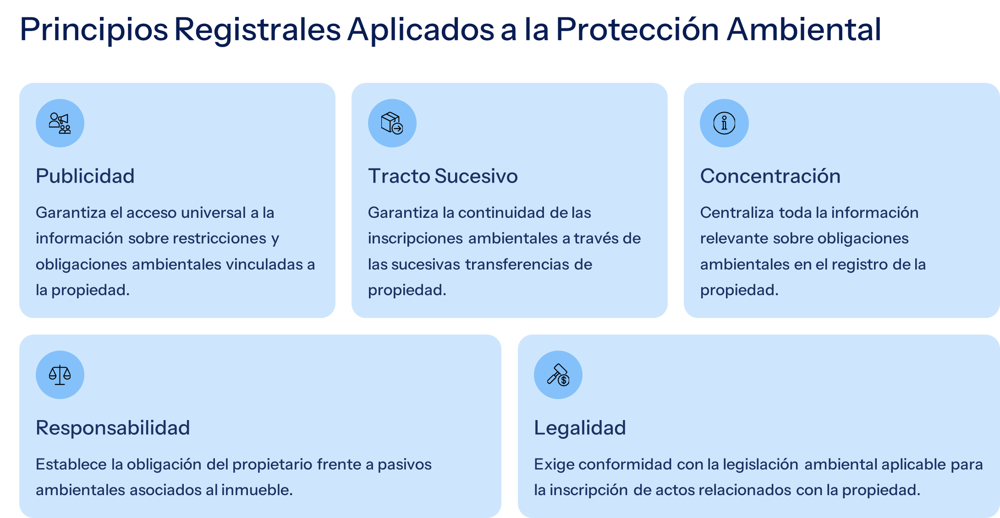 Principios Registrales Aplicados a la Protección Ambiental
Publicidad
Garantiza el acceso universal a la
información sobre restricciones y
obligaciones ambientales vinculadas a
la propiedad.
Tracto Sucesivo
Garantiza la continuidad de las
inscripciones ambientales a través de
las sucesivas transferencias de
propiedad.
Concentración
Centraliza toda la información
relevante sobre obligaciones
ambientales en el registro de la
propiedad.
Responsabilidad
Establece la obligación del propietario frente a pasivos
ambientales asociados al inmueble.
Legalidad
Exige conformidad con la legislación ambiental aplicable para
la inscripción de actos relacionados con la propiedad.